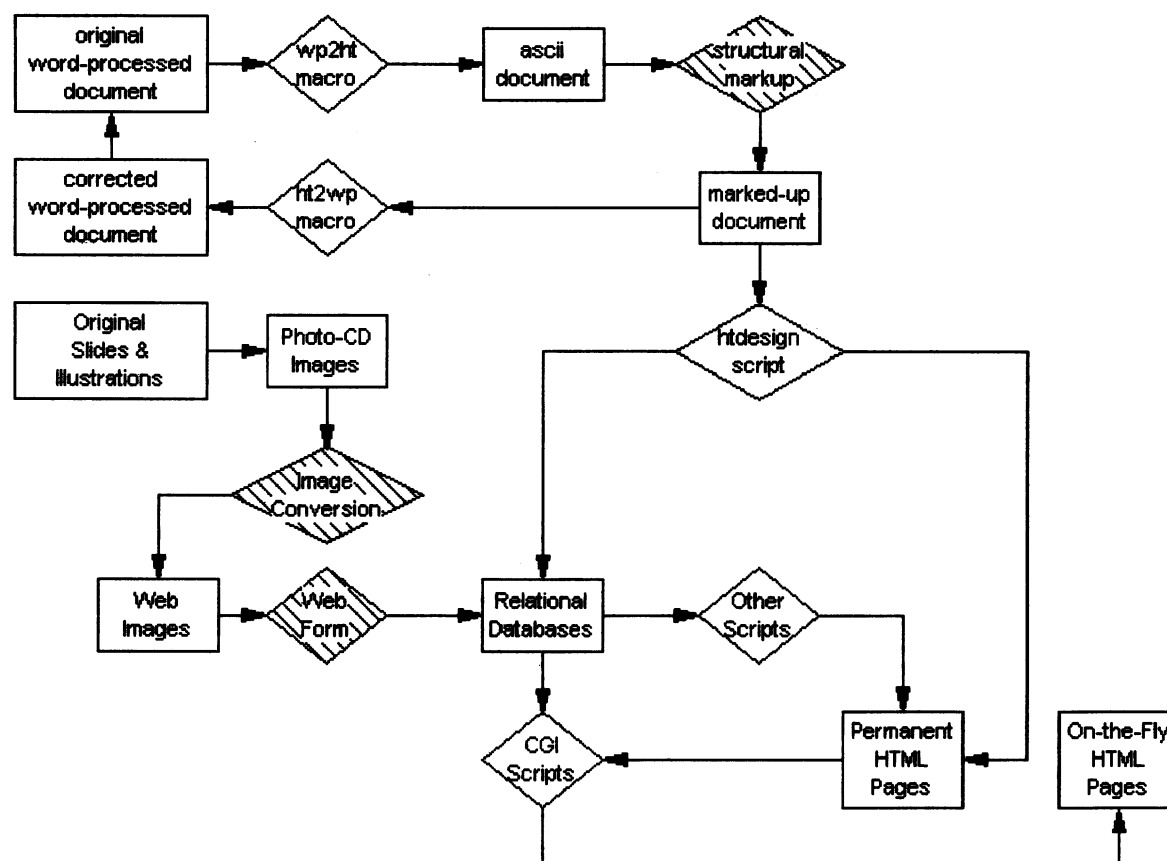 original
word-processed
document
wp2ht
macro
ascii
document
structural
markup
corrected
word-processed
document
ht2wp
macro
marked-up
document
Original
Slides &
Illustrations
Photo-CD
Images
htdesign
script
Image
Conversion
Web
Images
Web
Form
Relational
Databases
Other
Scripts
CGI
Scripts
Permanent
HTML
Pages
On-the-Fly
HTML
Pages